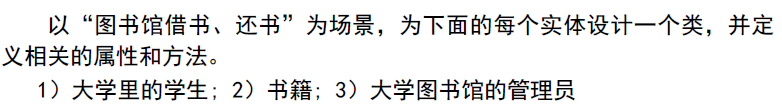 以“图书馆借书、还书”为场景，为下面的每个实体设计一个类，并定
义相关的属性和方法。
1）大学里的学生；2）书籍；3）大学图书馆的管理员